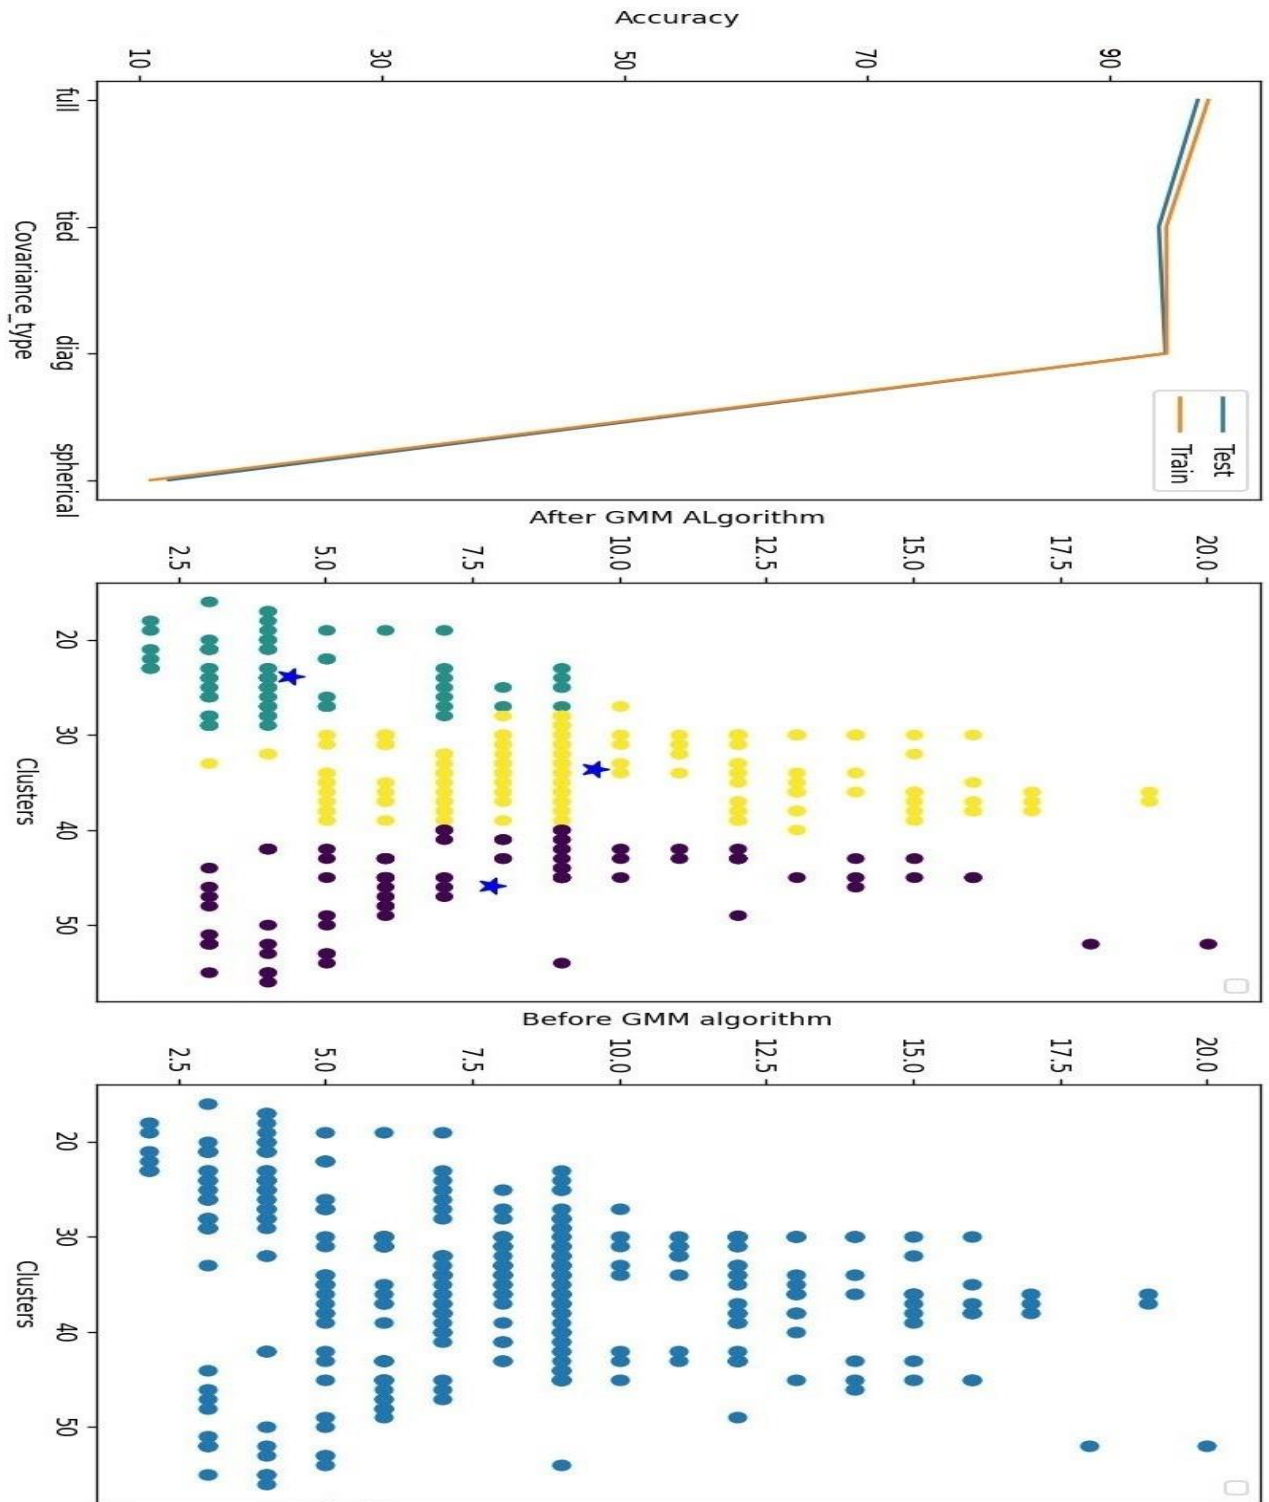 Accuracy
10 30 50 70 90
full tied diag spherical
Covariance_type
Test
Train
After GMM ALgorithm
2.5 5.0 7.5 10.0 12.5 15.0 17.5 20.0
20 30 40 50
Clusters
Before GMM algorithm
2.5 5.0 7.5 10.0 12.5 15.0 17.5 20.0
20 30 40 50
Clusters